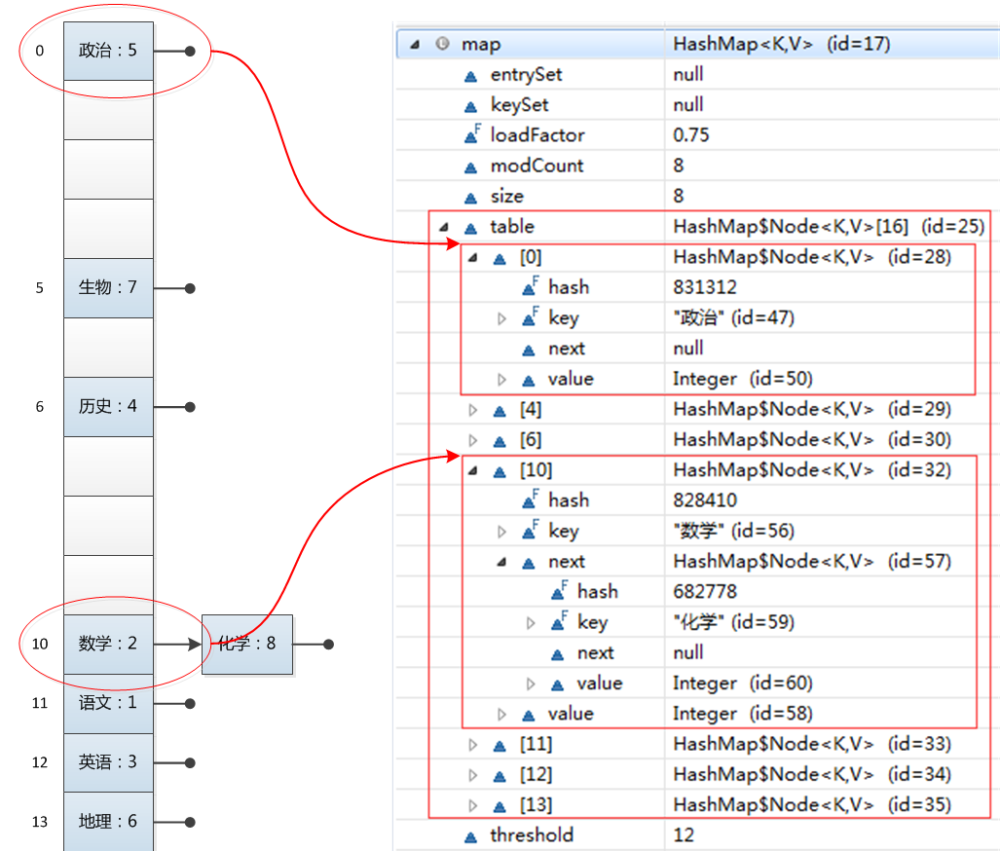 0 政治：5
5 生物：7
6 历史：4
10 数学：2 化学：8
11 语文：1
12 英语：3
13 地理：6
map HashMap<K,V> (id=17)
entrySet null
keySet null
F loadFactor 0.75
modCount 8
size 8
table HashMap$Node<K,V>[16] (id=25)
[0] HashMap$Node<K,V> (id=28)
F hash 831312
F key "政治" (id=47)
next null
value Integer (id=50)
[4] HashMap$Node<K,V> (id=29)
[6] HashMap$Node<K,V> (id=30)
[10] HashMap$Node<K,V> (id=32)
F hash 828410
F key "数学" (id=56)
next HashMap$Node<K,V> (id=57)
F hash 682778
F key "化学" (id=59)
next null
value Integer (id=60)
value Integer (id=58)
[11] HashMap$Node<K,V> (id=33)
[12] HashMap$Node<K,V> (id=34)
[13] HashMap$Node<K,V> (id=35)
threshold 12